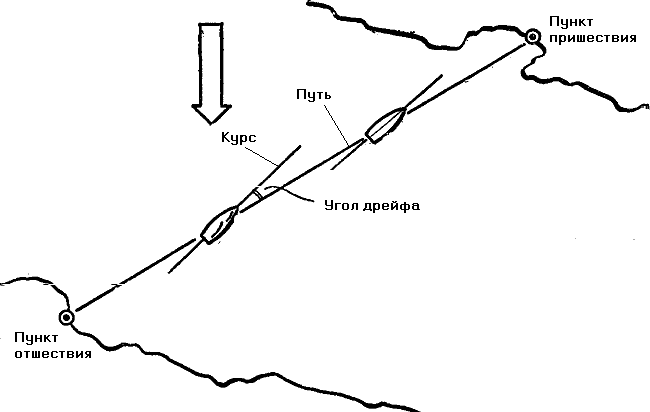 Пункт
пришествия
Путь
Курс
Угол дрейфа
Пункт
отшествия